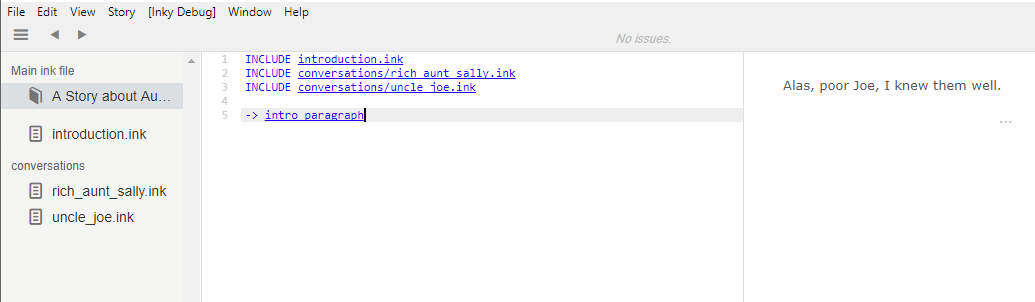 File Edit View Story [Inky Debug] Window Help
No issues.
Main ink file
A Story about Au...
introduction.ink
conversations
rich_aunt_sally.ink
uncle_joe.ink
1 INCLUDE introduction.ink
2 INCLUDE conversations/rich_aunt_sally.ink
3 INCLUDE conversations/uncle_joe.ink
4
5 -> intro_paragraph
Alas, poor Joe, I knew them well.
...